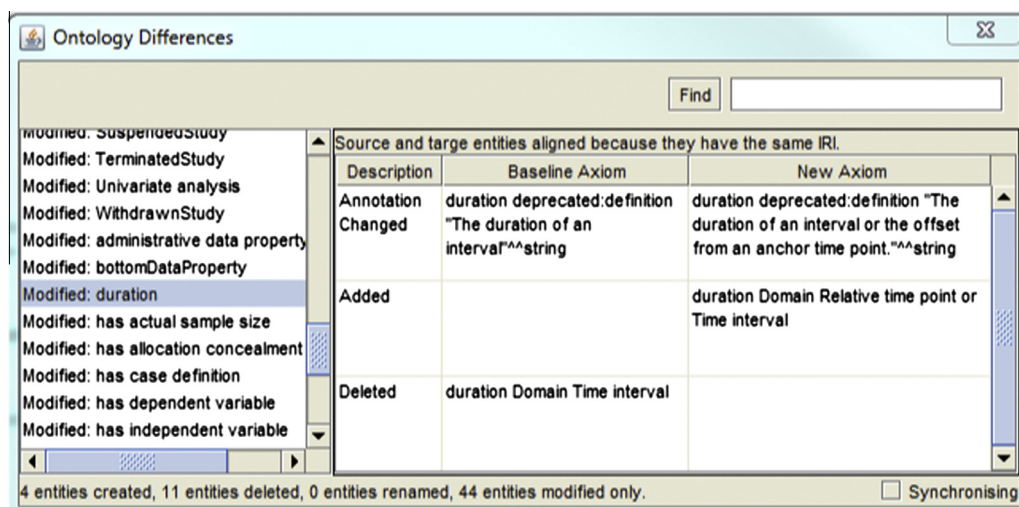 Ontology Differences
Find
Modified: SuspendedStudy
Modified: TerminatedStudy
Modified: Univariate analysis
Modified: WithdrawnStudy
Modified: administrative data property
Modified: bottomDataProperty
Modified: duration
Modified: has actual sample size
Modified: has allocation concealment
Modified: has case definition
Modified: has dependent variable
Modified: has independent variable
Source and targe entities aligned because they have the same IRI.
Description Baseline Axiom New Axiom
Annotation Changed
duration deprecated:definition
"The duration of an
interval"^^string
duration deprecated:definition "The
duration of an interval or the offset
from an anchor time point."^^string
Added
duration Domain Relative time point or
Time interval
Deleted
duration Domain Time interval
4 entities created, 11 entities deleted, 0 entities renamed, 44 entities modified only.
Synchronising